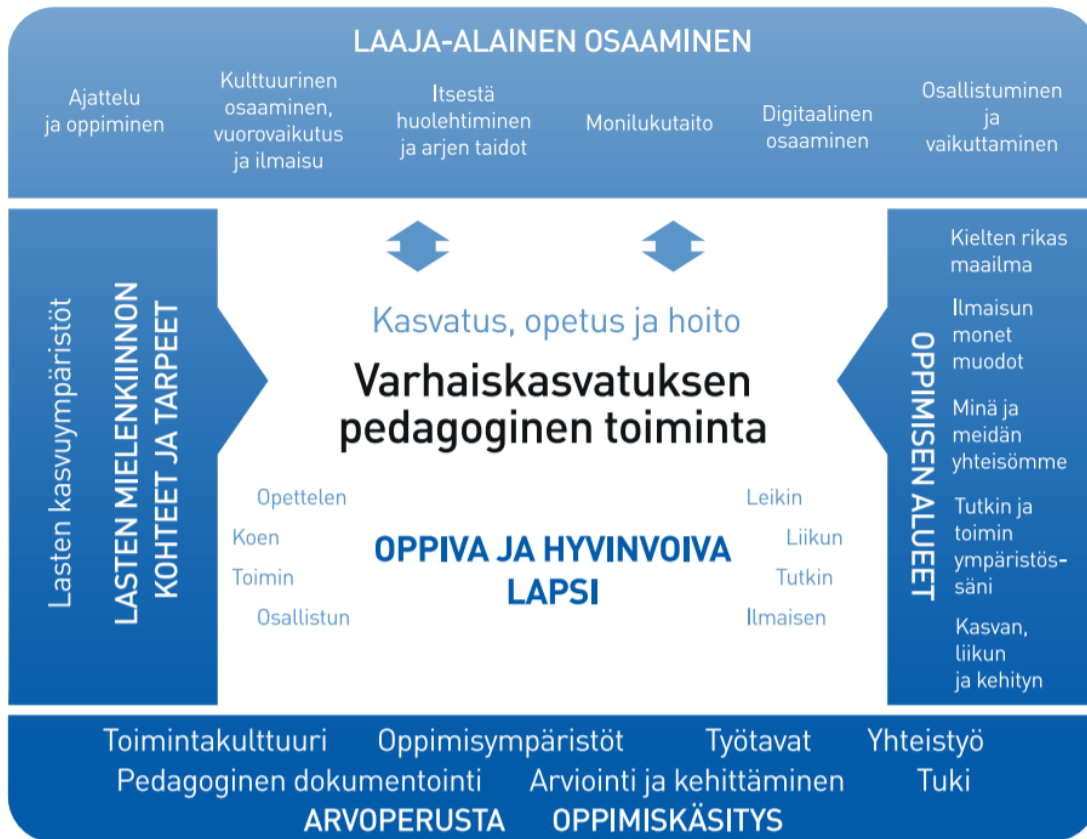 LAAJA-ALAINEN OSAAMINEN
Ajattelu
ja oppiminen
Kulttuurinen
osaaminen,
vuorovaikutus
ja ilmaisu
Itsestä
huolehtiminen
ja arjen taidot
Monilukutaito
Digitaalinen
osaaminen
Osallistuminen
ja
vaikuttaminen
Lasten kasvuympäristöt
LASTEN MIELENKIINNON
KOHTEET JA TARPEET
Kasvatus, opetus ja hoito
Varhaiskasvatuksen
pedagoginen toiminta
Opettelen
Koen
Toimin
Osallistun
OPPIVA JA HYVINVOIVA
LAPSI
Leikin
Liikun
Tutkin
Ilmaisen
OPPIMISEN ALUEET
Kielten rikas
maailma
Ilmaisun
monet
muodot
Minä ja
meidän
yhteisömme
Tutkin ja
toimin
ympäristös-
säni
Kasvan,
liikun
ja kehityn
Toimintakulttuuri Oppimisympäristöt Työtavat Yhteistyö
Pedagoginen dokumentointi Arviointi ja kehittäminen Tuki
ARVOPERUSTA OPPIMISKÄSITYS